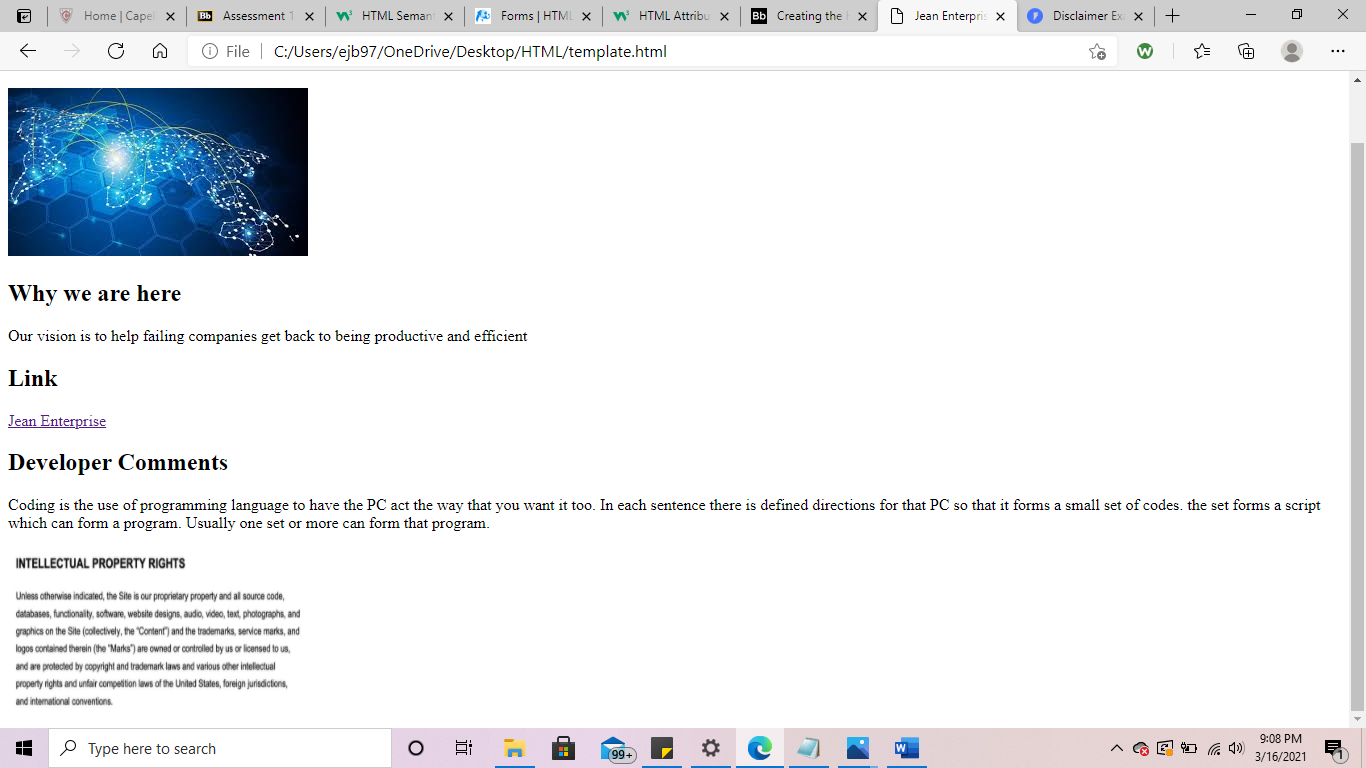 Home | Cape
Assessment 1
HTML Seman
Forms | HTML
HTML Attribu
Creating the H
Jean Enterpris
Disclaimer Ex
File
C:/Users/ejb97/OneDrive/Desktop/HTML/template.html
Why we are here
Our vision is to help failing companies get back to being productive and efficient
Link
Jean Enterprise
Developer Comments
Coding is the use of programming language to have the PC act the way that you want it too. In each sentence there is defined directions for that PC so that it forms a small set of codes. the set forms a script
which can form a program. Usually one set or more can form that program.
INTELLECTUAL PROPERTY RIGHTS
Unless otherwise indicated, the Site is our proprietary property and all source code,
databases, functionality, software, website designs, audio, video, text, photographs, and
graphics on the Site (collectively, the "Content") and the trademarks, service marks, and
logos contained therein (the "Marks") are owned or controlled by us or licensed to us,
and are protected by copyright and trademark laws and various other intellectual
property rights and unfair competition laws of the United States, foreign jurisdictions,
and international conventions.
Type here to search
99+
9:08 PM
3/16/2021
1